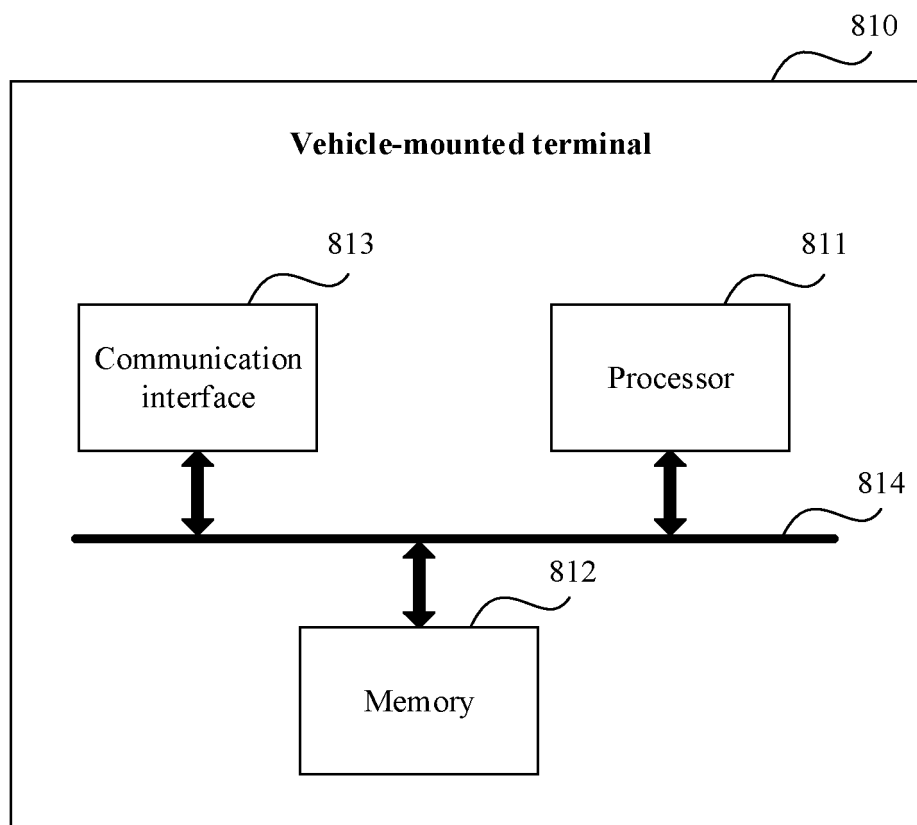 810
Vehicle-mounted terminal
813
811
Communication
interface
Processor
814
812
Memory